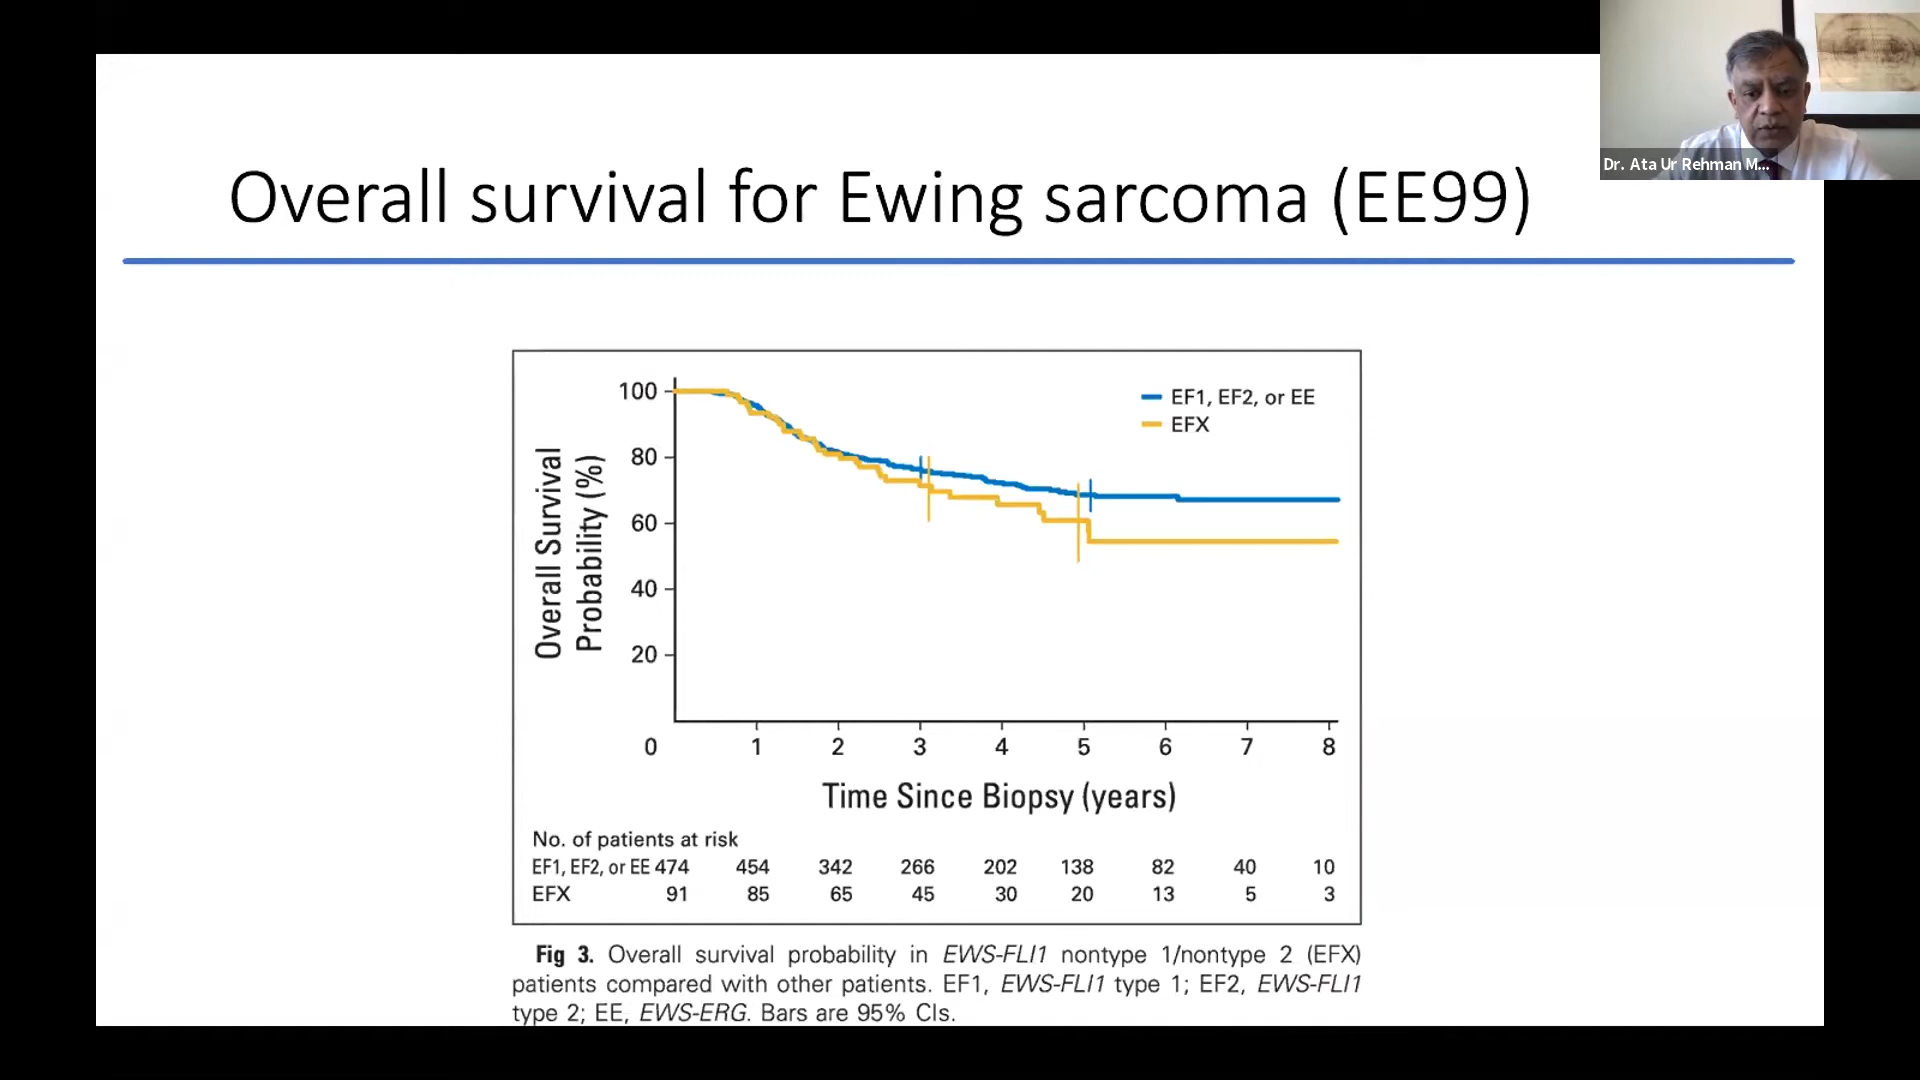 Dr. Ata Ur Rehman M...
Overall survival for Ewing sarcoma (EE99)
Overall Survival
Probability (%)
100
80
60
40
20
EF1, EF2, or EE
EFX
0 1 2 3 4 5 6 7 8
Time Since Biopsy (years)
No. of patients at risk
EF1, EF2, or EE 474 454 342 266 202 138 82 40 10
EFX 91 85 65 45 30 20 13 5 3
Fig 3. Overall survival probability in EWS-FLI1 nontype 1/nontype 2 (EFX)
patients compared with other patients. EF1, EWS-FLI1 type 1; EF2, EWS-FLI1
type 2; EE, EWS-ERG. Bars are 95% CIs.